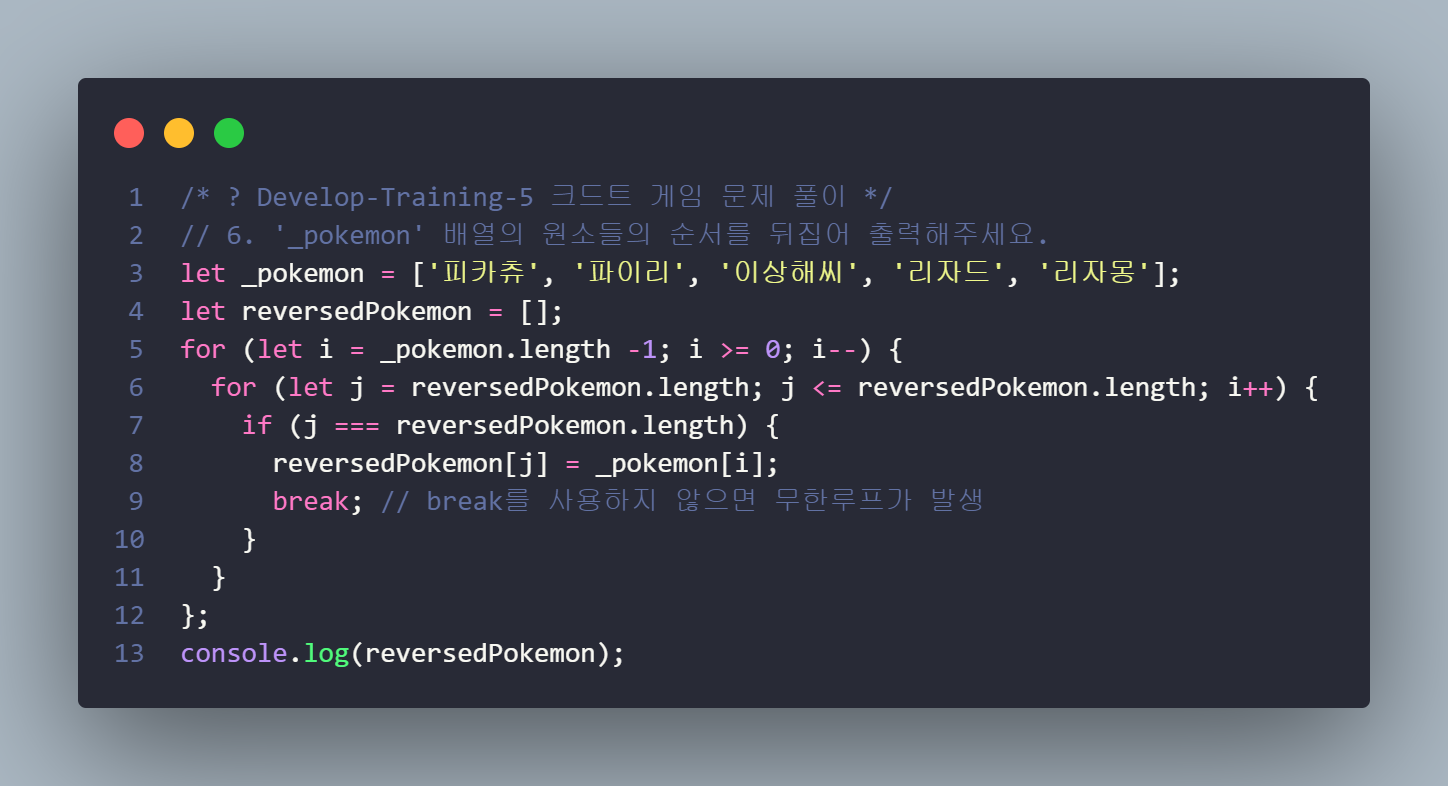 1 /* ? Develop-Training-5 크드트 게임 문제 풀이 */
2 // 6. '_pokemon' 배열의 원소들의 순서를 뒤집어 출력해주세요.
3 let _pokemon = ['피카츄', '파이리', '이상해씨', '리자드', '리자몽'];
4 let reversedPokemon = [];
5 for (let i = _pokemon.length -1; i >= 0; i--) {
6   for (let j = reversedPokemon.length; j <= reversedPokemon.length; i++) {
7     if (j === reversedPokemon.length) {
8       reversedPokemon[j] = _pokemon[i];
9       break; // break를 사용하지 않으면 무한루프가 발생
10     }
11   }
12 };
13 console.log(reversedPokemon);